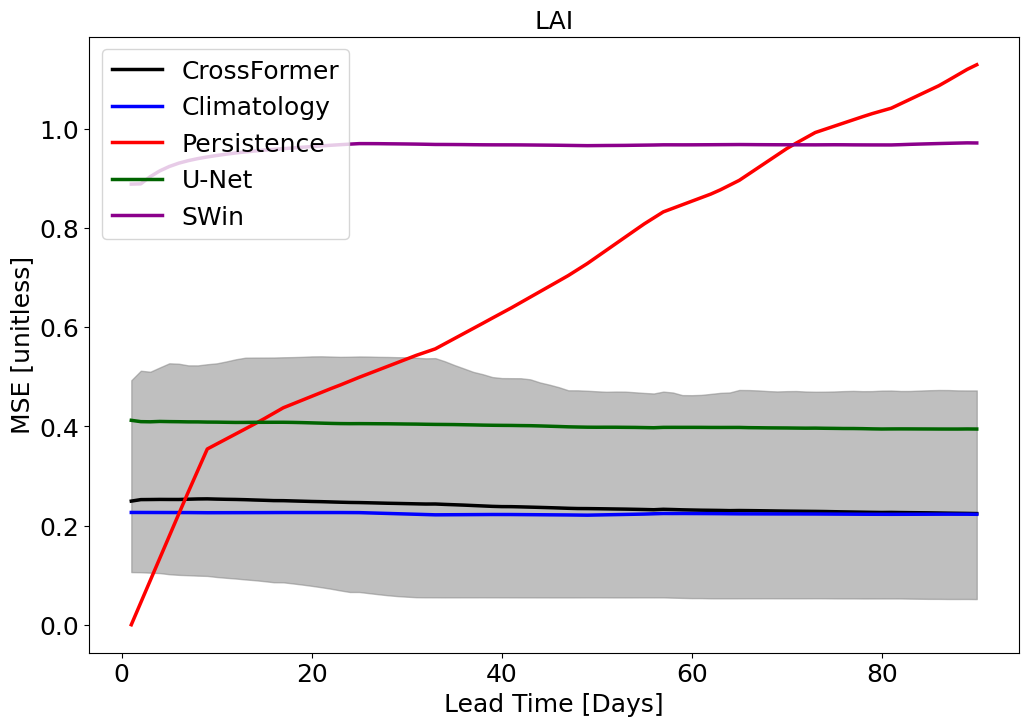 LAI
CrossFormer
Climatology
Persistence
U-Net
SWin
MSE [unitless]
1.0
0.8
0.6
0.4
0.2
0.0
0 20 40 60 80
Lead Time [Days]